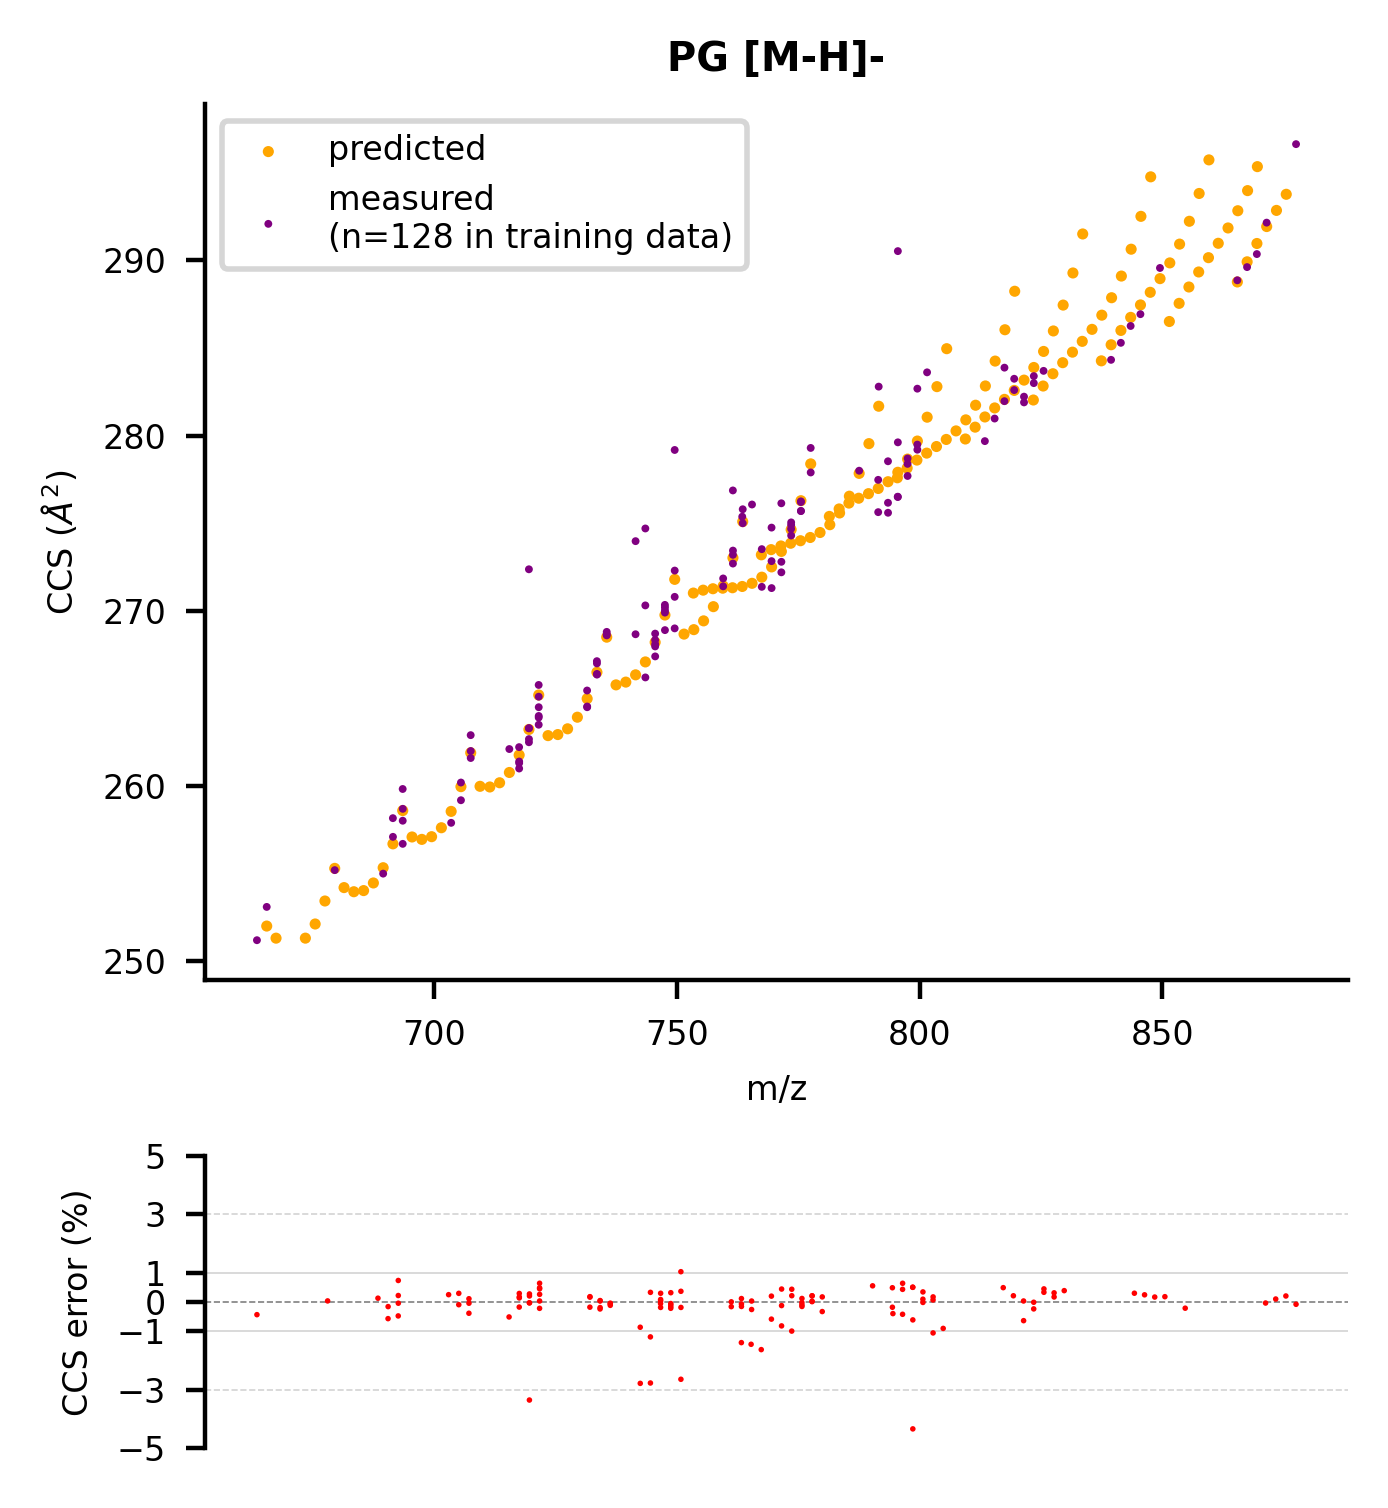 PG [M-H]-
predicted
measured
(n=128 in training data)
CCS (Å²)
290
280
270
260
250
700
750
800
850
m/z
CCS error (%)
5
3
1
0
−1
−3
−5